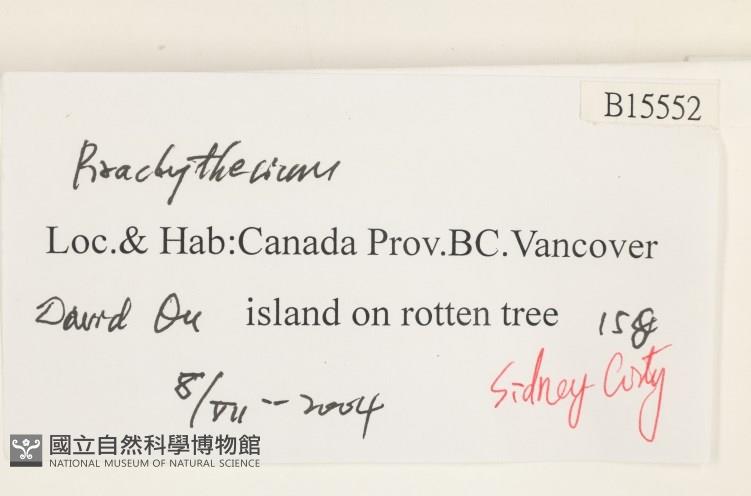 B15552
Brachythecium
Loc.& Hab:Canada Prov.BC.Vancover
David Ou island on rotten tree 158
8/VII--2004
Sidney City
國立自然科學博物館
NATIONAL MUSEUM OF NATURAL SCIENCE